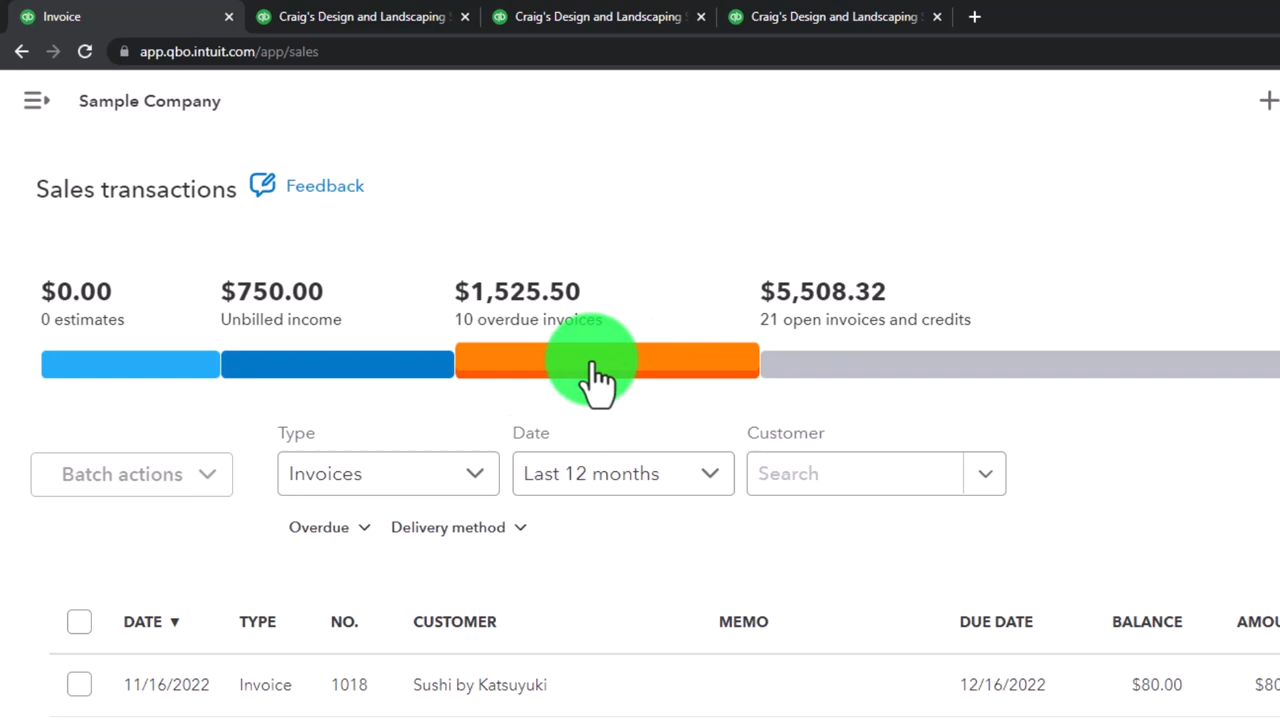 Invoice
Craig's Design and Landscaping
Craig's Design and Landscaping
Craig's Design and Landscaping
app.qbo.intuit.com/app/sales
Sample Company
Sales transactions
Feedback
$0.00 $750.00 $1,525.50 $5,508.32
0 estimates Unbilled income 10 overdue invoices 21 open invoices and credits
Type Date Customer
Batch actions Invoices Last 12 months Search
Overdue Delivery method
DATE ▼ TYPE NO. CUSTOMER MEMO DUE DATE BALANCE
11/16/2022 Invoice 1018 Sushi by Katsuyuki 12/16/2022 $80.00